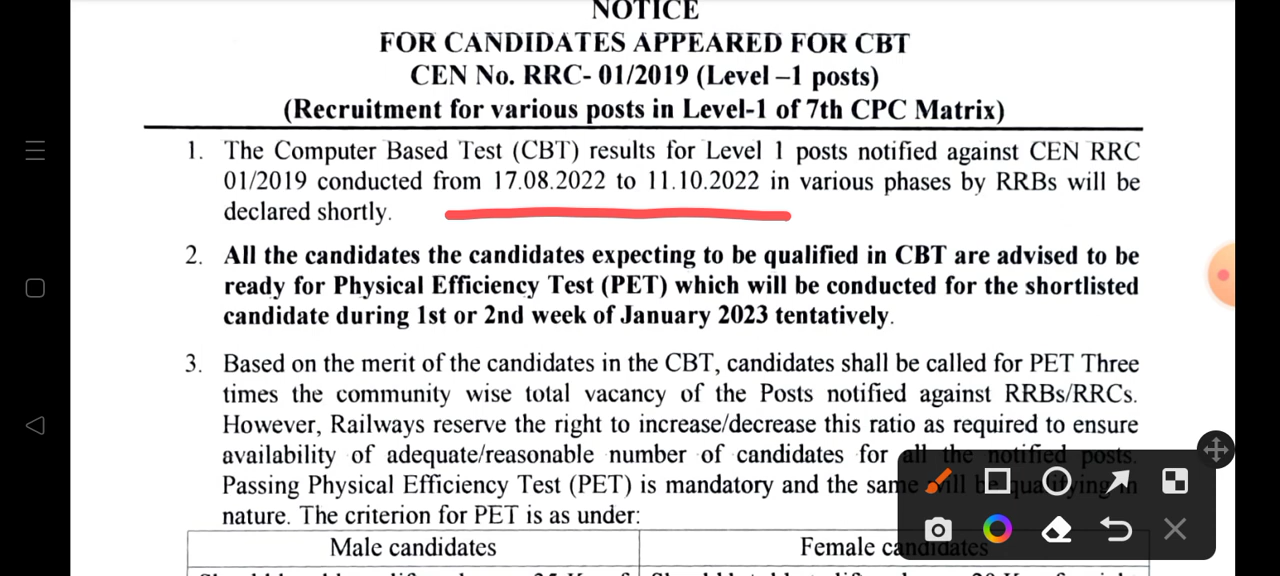 NOTICE
FOR CANDIDATES APPEARED FOR CBT
CEN No. RRC- 01/2019 (Level –1 posts)
(Recruitment for various posts in Level-1 of 7th CPC Matrix)
1. The Computer Based Test (CBT) results for Level 1 posts notified against CEN RRC
01/2019 conducted from 17.08.2022 to 11.10.2022 in various phases by RRBs will be
declared shortly.
2. All the candidates the candidates expecting to be qualified in CBT are advised to be
ready for Physical Efficiency Test (PET) which will be conducted for the shortlisted
candidate during 1st or 2nd week of January 2023 tentatively.
3. Based on the merit of the candidates in the CBT, candidates shall be called for PET Three
times the community wise total vacancy of the Posts notified against RRBs/RRCs.
However, Railways reserve the right to increase/decrease this ratio as required to ensure
availability of adequate/reasonable number of candidates for all the notified posts.
Passing Physical Efficiency Test (PET) is mandatory and the same will be qualifying in
nature. The criterion for PET is as under:
Male candidates Female candidates